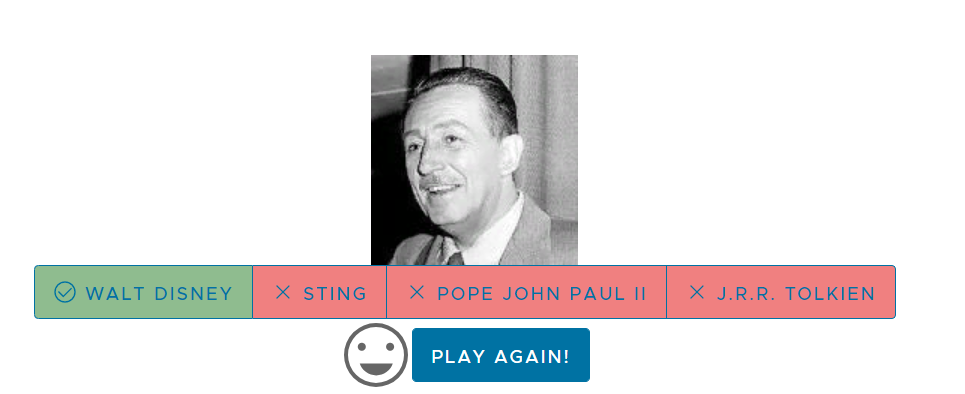 WALT DISNEY STING POPE JOHN PAUL II J.R.R. TOLKIEN
PLAY AGAIN!